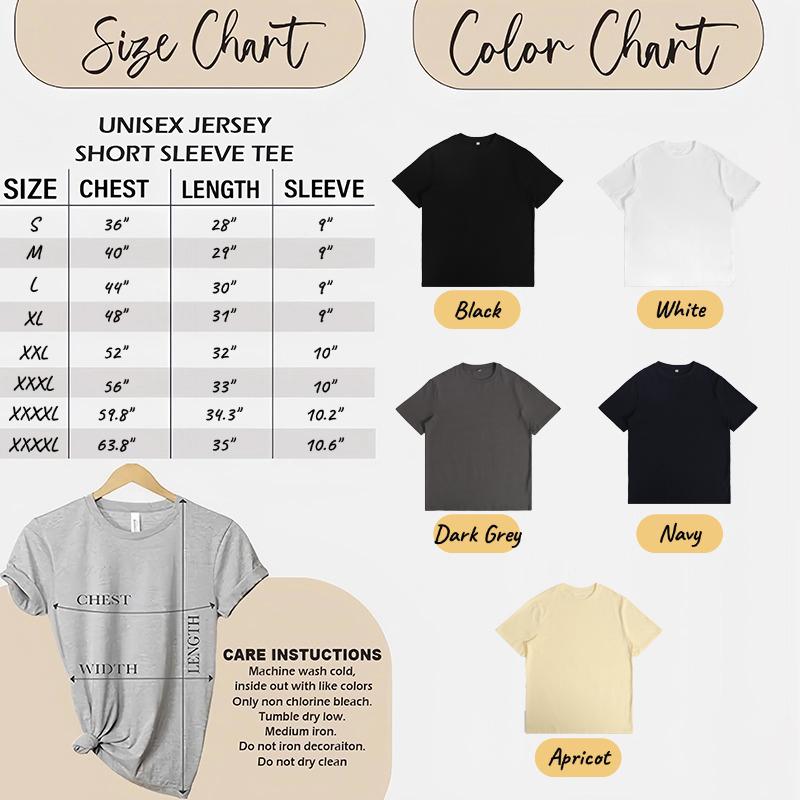 Size Chart
UNISEX JERSEY
SHORT SLEEVE TEE
SIZE CHEST LENGTH SLEEVE
S 36" 28" 9"
M 40" 29" 9"
L 44" 30" 9"
XL 48" 31" 9"
XXL 52" 32" 10"
XXXL 56" 33" 10"
XXXXL 59.8" 34.3" 10.2"
XXXXL 63.8" 35" 10.6"
CHEST
WIDTH
LENGTH
CARE INSTUCTIONS
Machine wash cold,
inside out with like colors
Only non chlorine bleach.
Tumble dry low.
Medium iron.
Do not iron decoraiton.
Do not dry clean
Color Chart
Black
White
Dark Grey
Navy
Apricot